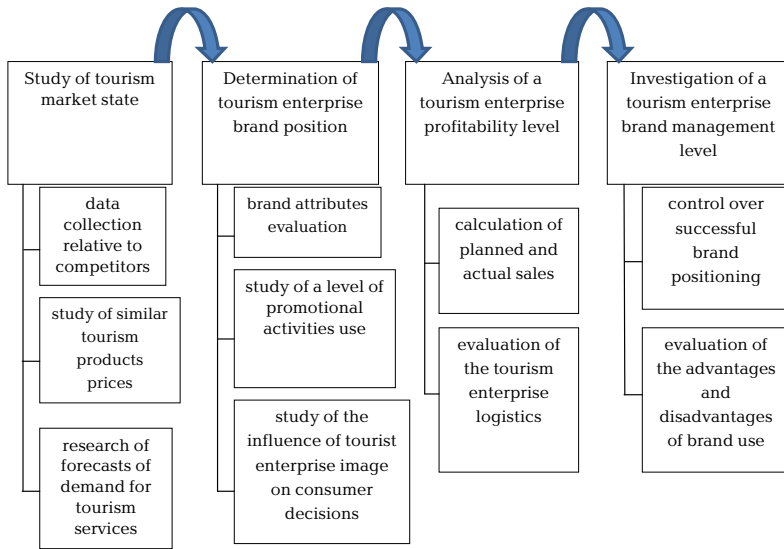 Study of tourism
market state
data
collection
relative to
competitors
study of similar
tourism
products
prices
research of
forecasts of
demand for
tourism
services
Determination of
tourism enterprise
brand position
brand attributes
evaluation
study of a level of
promotional
activities use
study of the
influence of tourist
enterprise image
on consumer
decisions
Analysis of a
tourism enterprise
profitability level
calculation of
planned and
actual sales
evaluation of
the tourism
enterprise
logistics
Investigation of a
tourism enterprise
brand management
level
control over
successful
brand
positioning
evaluation of
the advantages
and
disadvantages
of brand use